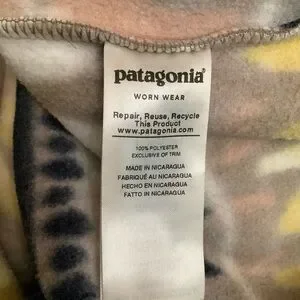 patagonia®
WORN WEAR
Repair, Reuse, Recycle
This Product
www.patagonia.com
100% POLYESTER
EXCLUSIVE OF TRIM
MADE IN NICARAGUA
FABRIQUÉ AU NICARAGUA
HECHO EN NICARAGUA
FATTO IN NICARAGUA